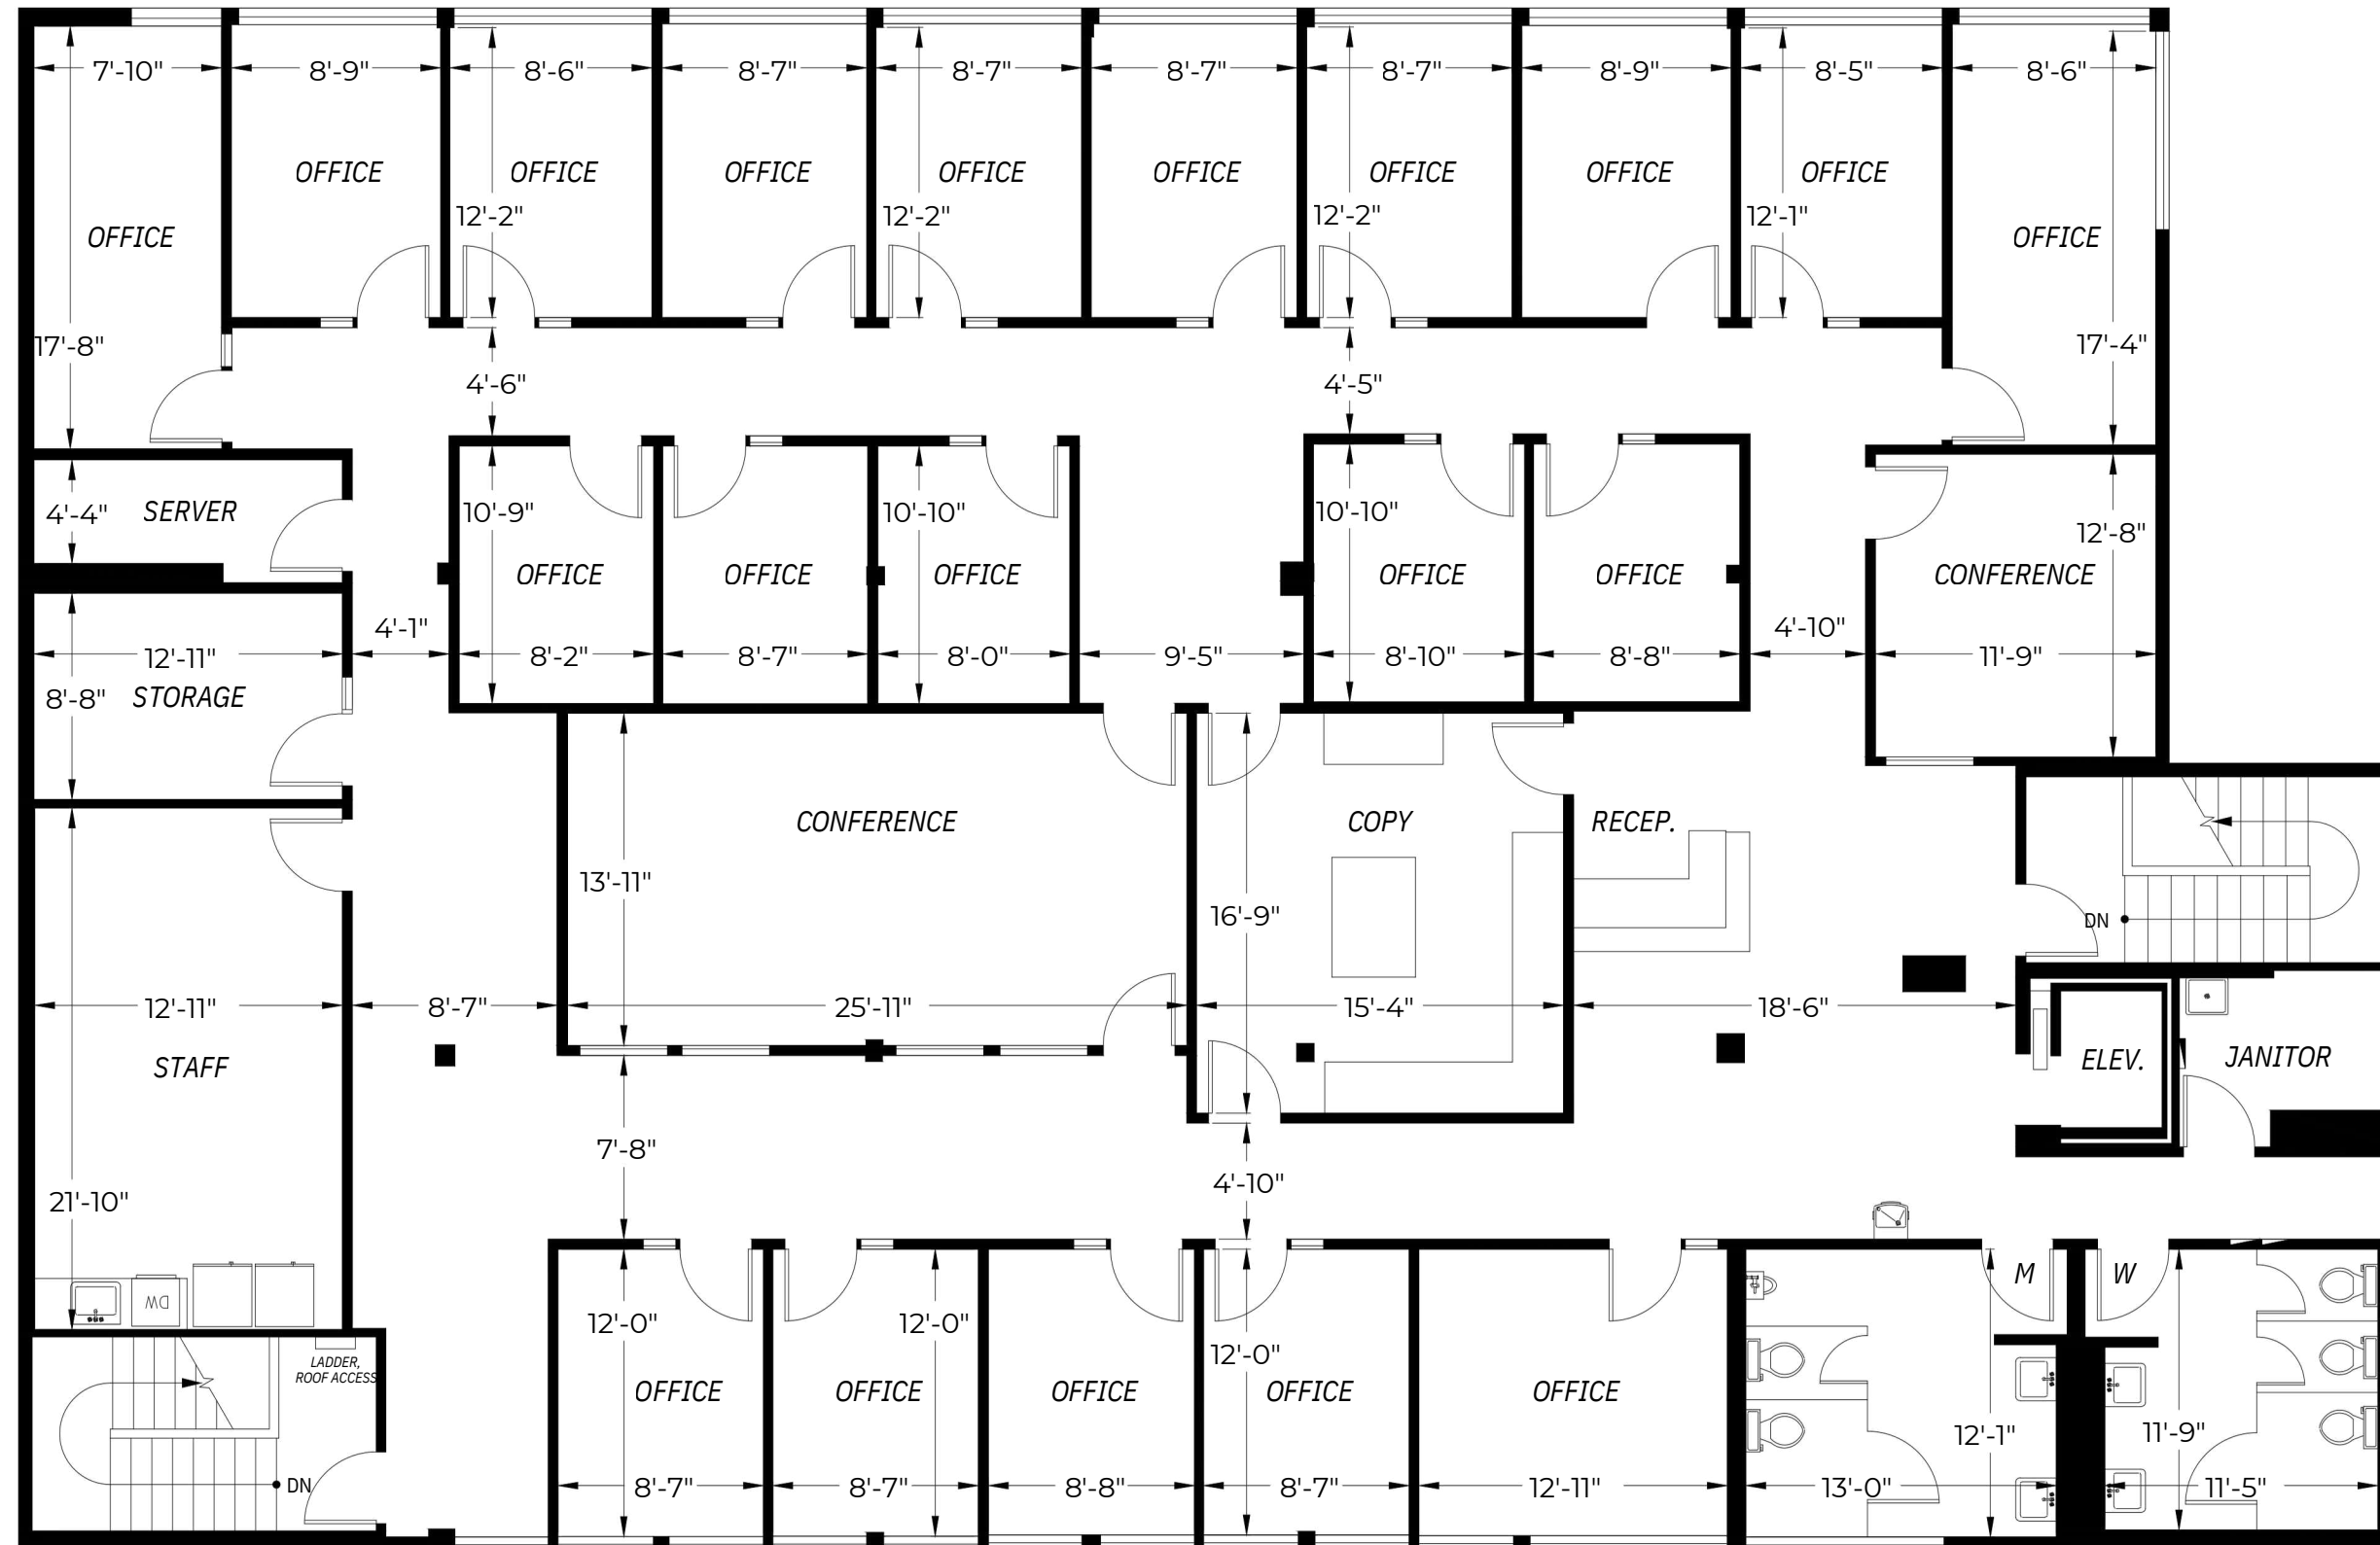 7'-10" 8'-9" 8'-6" 8'-7" 8'-7" 8'-7" 8'-7" 8'-9" 8'-5" 8'-6"
OFFICE OFFICE OFFICE OFFICE OFFICE OFFICE OFFICE OFFICE
12'-2" 12'-2" 12'-2" 12'-1"
OFFICE OFFICE
17'-8" 17'-4"
4'-6" 4'-5"
4'-4" SERVER 10'-9" 10'-10" 10'-10" 12'-8"
OFFICE OFFICE OFFICE OFFICE OFFICE CONFERENCE
4'-1" 4'-10"
12'-11" 8'-2" 8'-7" 8'-0" 9'-5" 8'-10" 8'-8" 11'-9"
8'-8" STORAGE
CONFERENCE COPY RECEP.
13'-11"
16'-9" DN
12'-11" 8'-7" 25'-11" 15'-4" 18'-6"
STAFF ELEV. JANITOR
7'-8"
4'-10"
21'-10"
M W
DW 12'-0" 12'-0"
12'-0"
LADDER,
ROOF ACCESS
OFFICE OFFICE OFFICE OFFICE OFFICE
12'-1" 11'-9"
DN 8'-7" 8'-7" 8'-8" 8'-7" 12'-11" 13'-0" 11'-5"